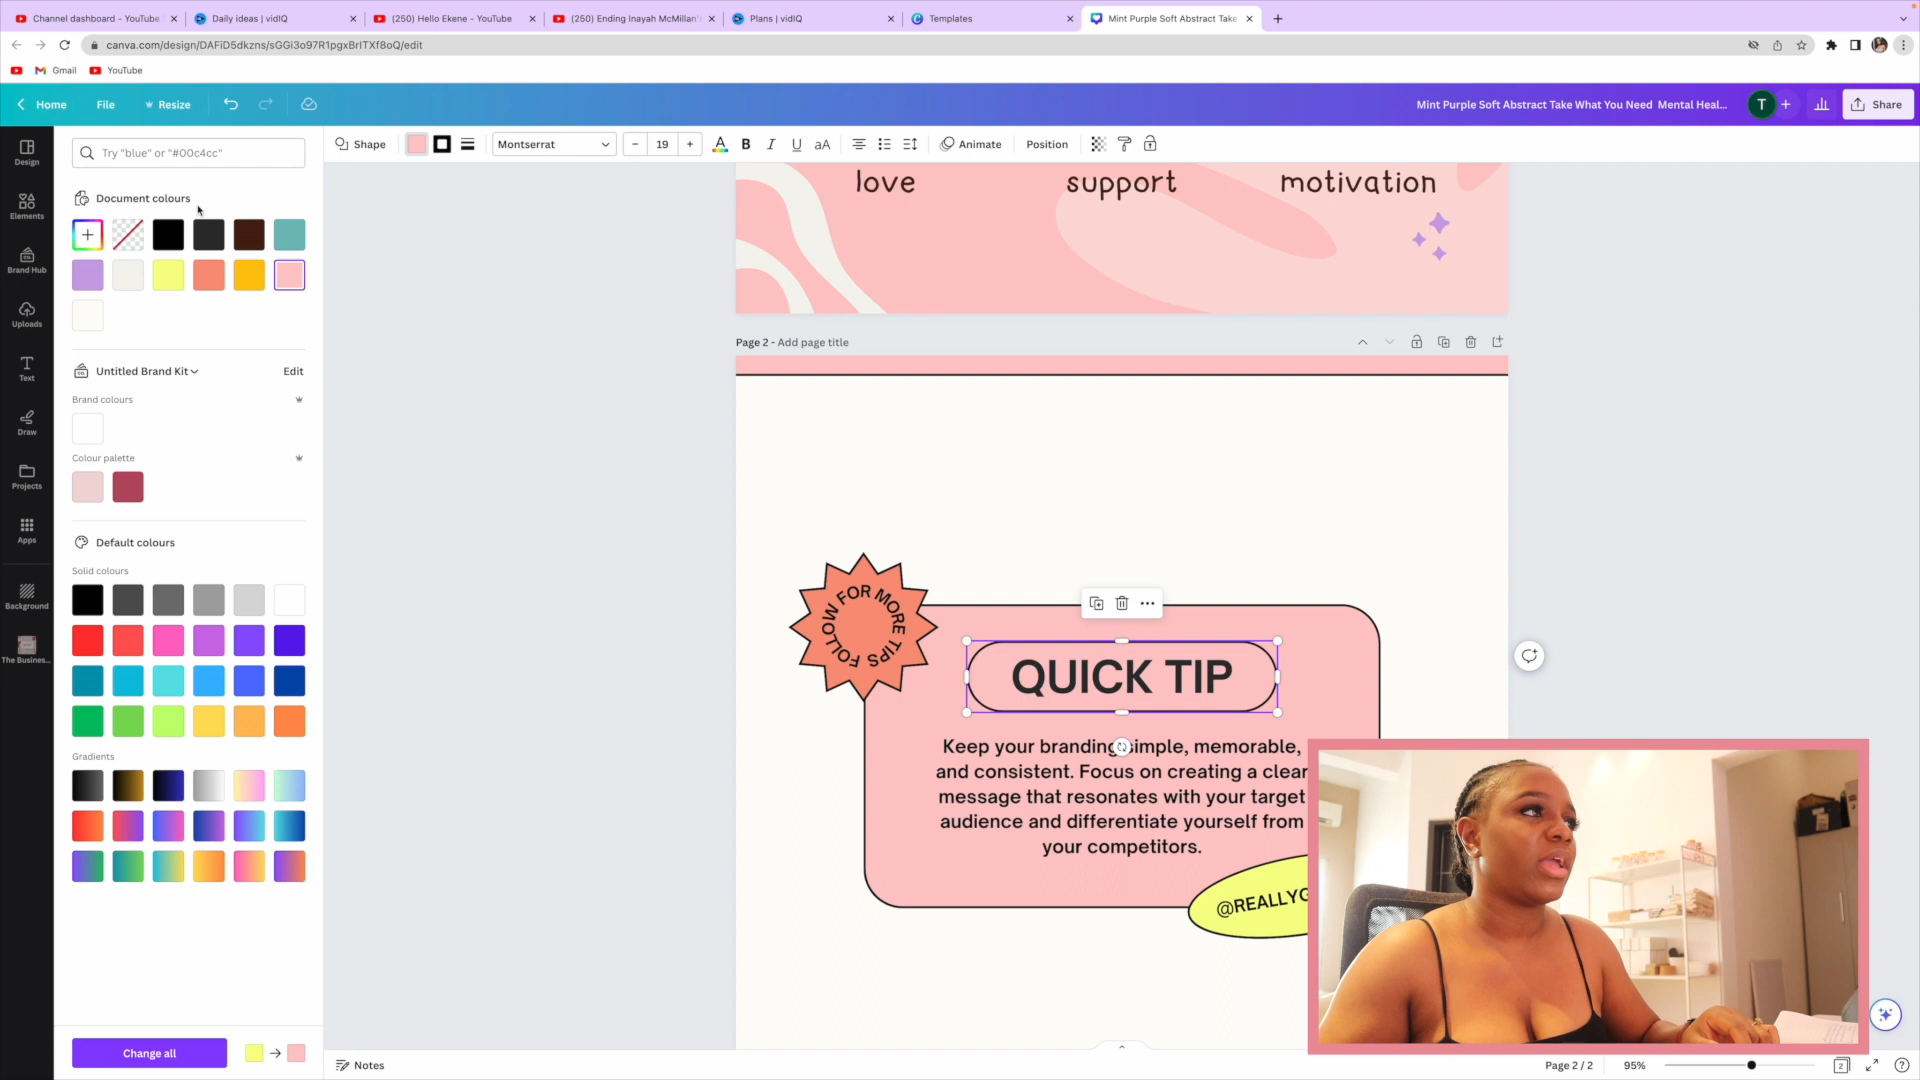 Channel dashboard - YouTube
Daily ideas | vidIQ
(250) Hello Ekene - YouTube
(250) Ending Inayah McMillan'
Plans | vidIQ
Templates
Mint Purple Soft Abstract Take
canva.com/design/DAFiD5dkzns/sGGi3o97R1pgxBrITXf8oQ/edit
Gmail
YouTube
Home
File
Resize
Mint Purple Soft Abstract Take What You Need Mental Heal...
T
Share
Design
Elements
Brand Hub
Uploads
Text
Draw
Projects
Apps
Background
The Busines...
Try "blue" or "#00c4cc"
Document colours
Untitled Brand Kit
Edit
Brand colours
Colour palette
Default colours
Solid colours
Gradients
Change all
Shape
Montserrat
19
A
B
I
U
aA
Animate
Position
love
support
motivation
Page 2 - Add page title
FOLLOW FOR MORE TIPS
QUICK TIP
Keep your branding simple, memorable,
and consistent. Focus on creating a clear
message that resonates with your target
audience and differentiate yourself from
your competitors.
@REALLYG
Notes
Page 2 / 2
95%
2